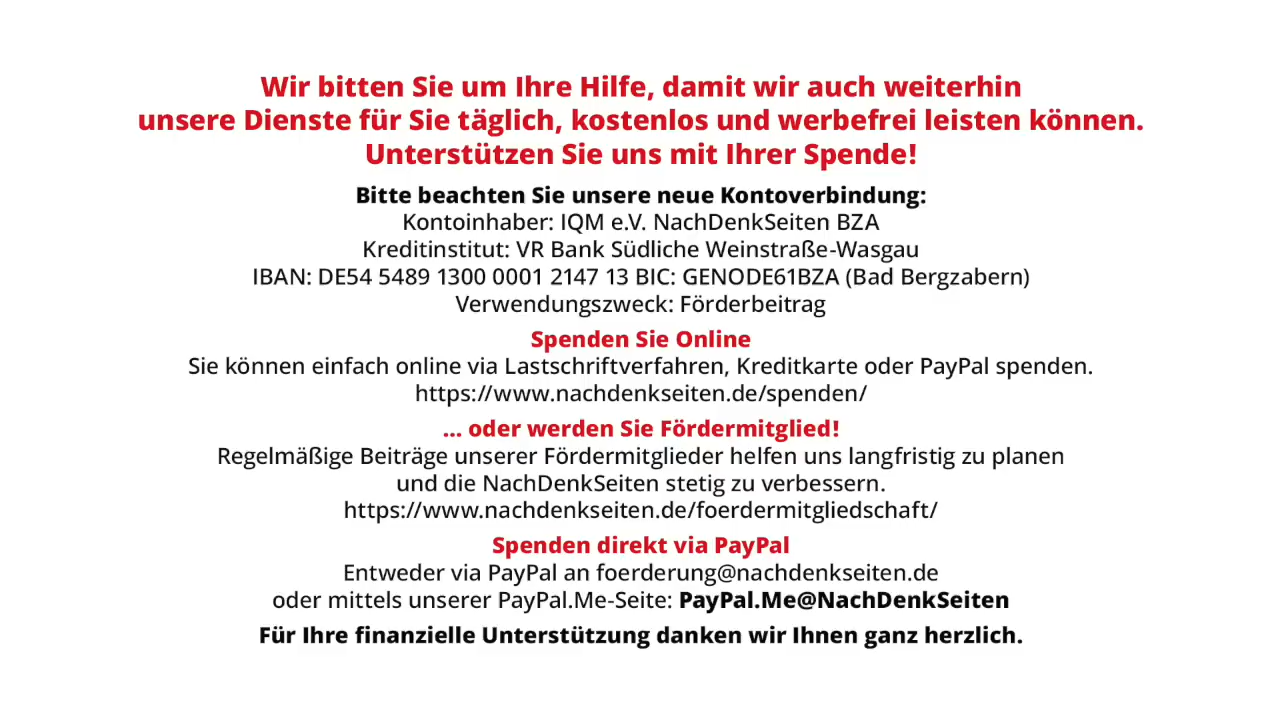 Wir bitten Sie um Ihre Hilfe, damit wir auch weiterhin
unsere Dienste für Sie täglich, kostenlos und werbefrei leisten können.
Unterstützen Sie uns mit Ihrer Spende!
Bitte beachten Sie unsere neue Kontoverbindung:
Kontoinhaber: IQM e.V. NachDenkSeiten BZA
Kreditinstitut: VR Bank Südliche Weinstraße-Wasgau
IBAN: DE54 5489 1300 0001 2147 13 BIC: GENODE61BZA (Bad Bergzabern)
Verwendungszweck: Förderbeitrag
Spenden Sie Online
Sie können einfach online via Lastschriftverfahren, Kreditkarte oder PayPal spenden.
https://www.nachdenkseiten.de/spenden/
... oder werden Sie Fördermitglied!
Regelmäßige Beiträge unserer Fördermitglieder helfen uns langfristig zu planen
und die NachDenkSeiten stetig zu verbessern.
https://www.nachdenkseiten.de/foerdermitgliedschaft/
Spenden direkt via PayPal
Entweder via PayPal an foerderung@nachdenkseiten.de
oder mittels unserer PayPal.Me-Seite: PayPal.Me@NachDenkSeiten
Für Ihre finanzielle Unterstützung danken wir Ihnen ganz herzlich.